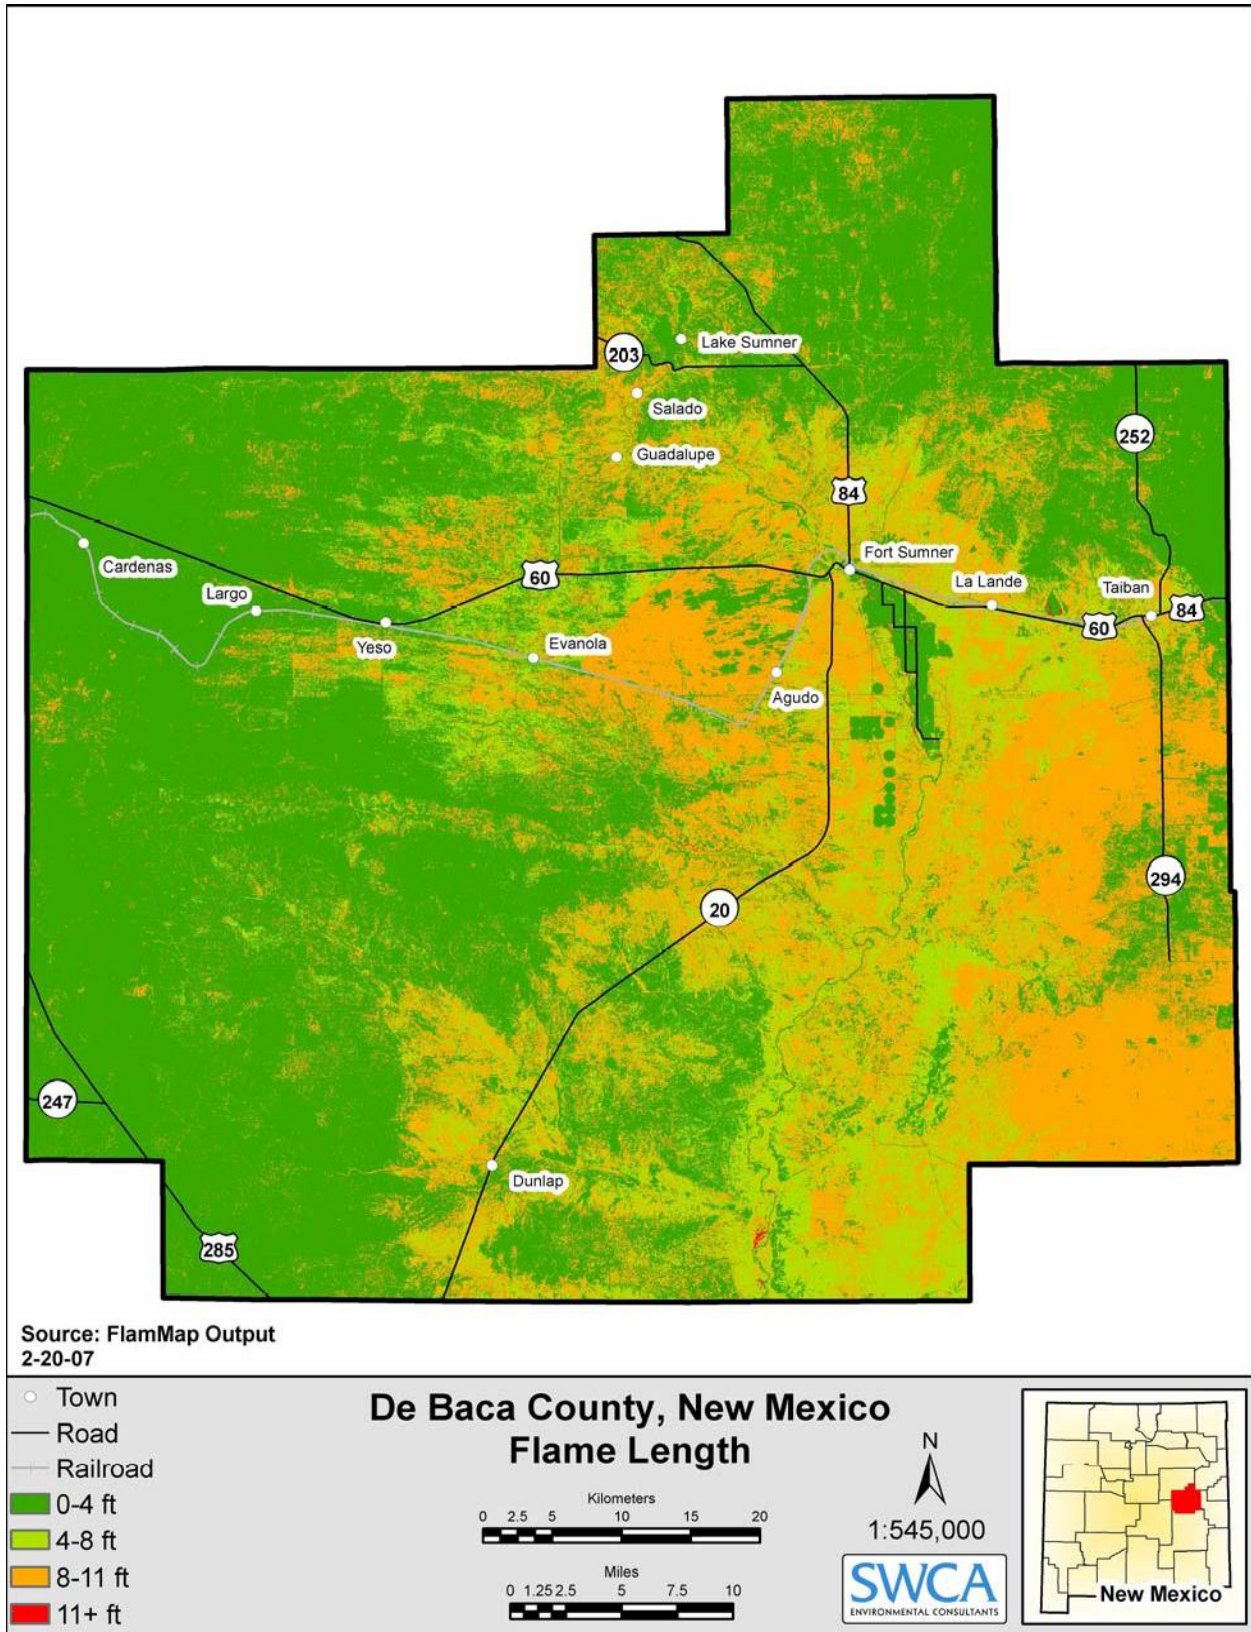 Lake Sumner
203
Salado
252
Guadalupe
84
Cardenas
Fort Sumner
60
La Lande
Taiban
Largo
84
60
Yeso
Evanola
Agudo
294
20
247
Dunlap
285
Source: FlamMap Output
2-20-07
Town
Road
Railroad
0-4 ft
4-8 ft
8-11 ft
11+ ft
De Baca County, New Mexico
Flame Length
Kilometers
0 2.5 5 10 15 20
Miles
0 1.25 2.5 5 7.5 10
N
1:545,000
SWCA
ENVIRONMENTAL CONSULTANTS
New Mexico